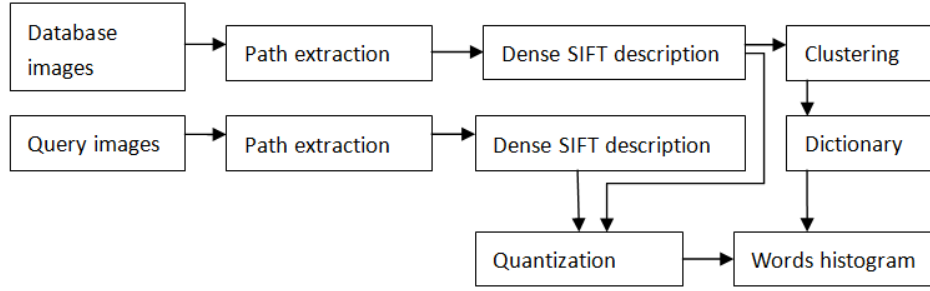 Database
images
Path extraction
Dense SIFT description
Clustering
Query images
Path extraction
Dense SIFT description
Dictionary
Quantization
Words histogram